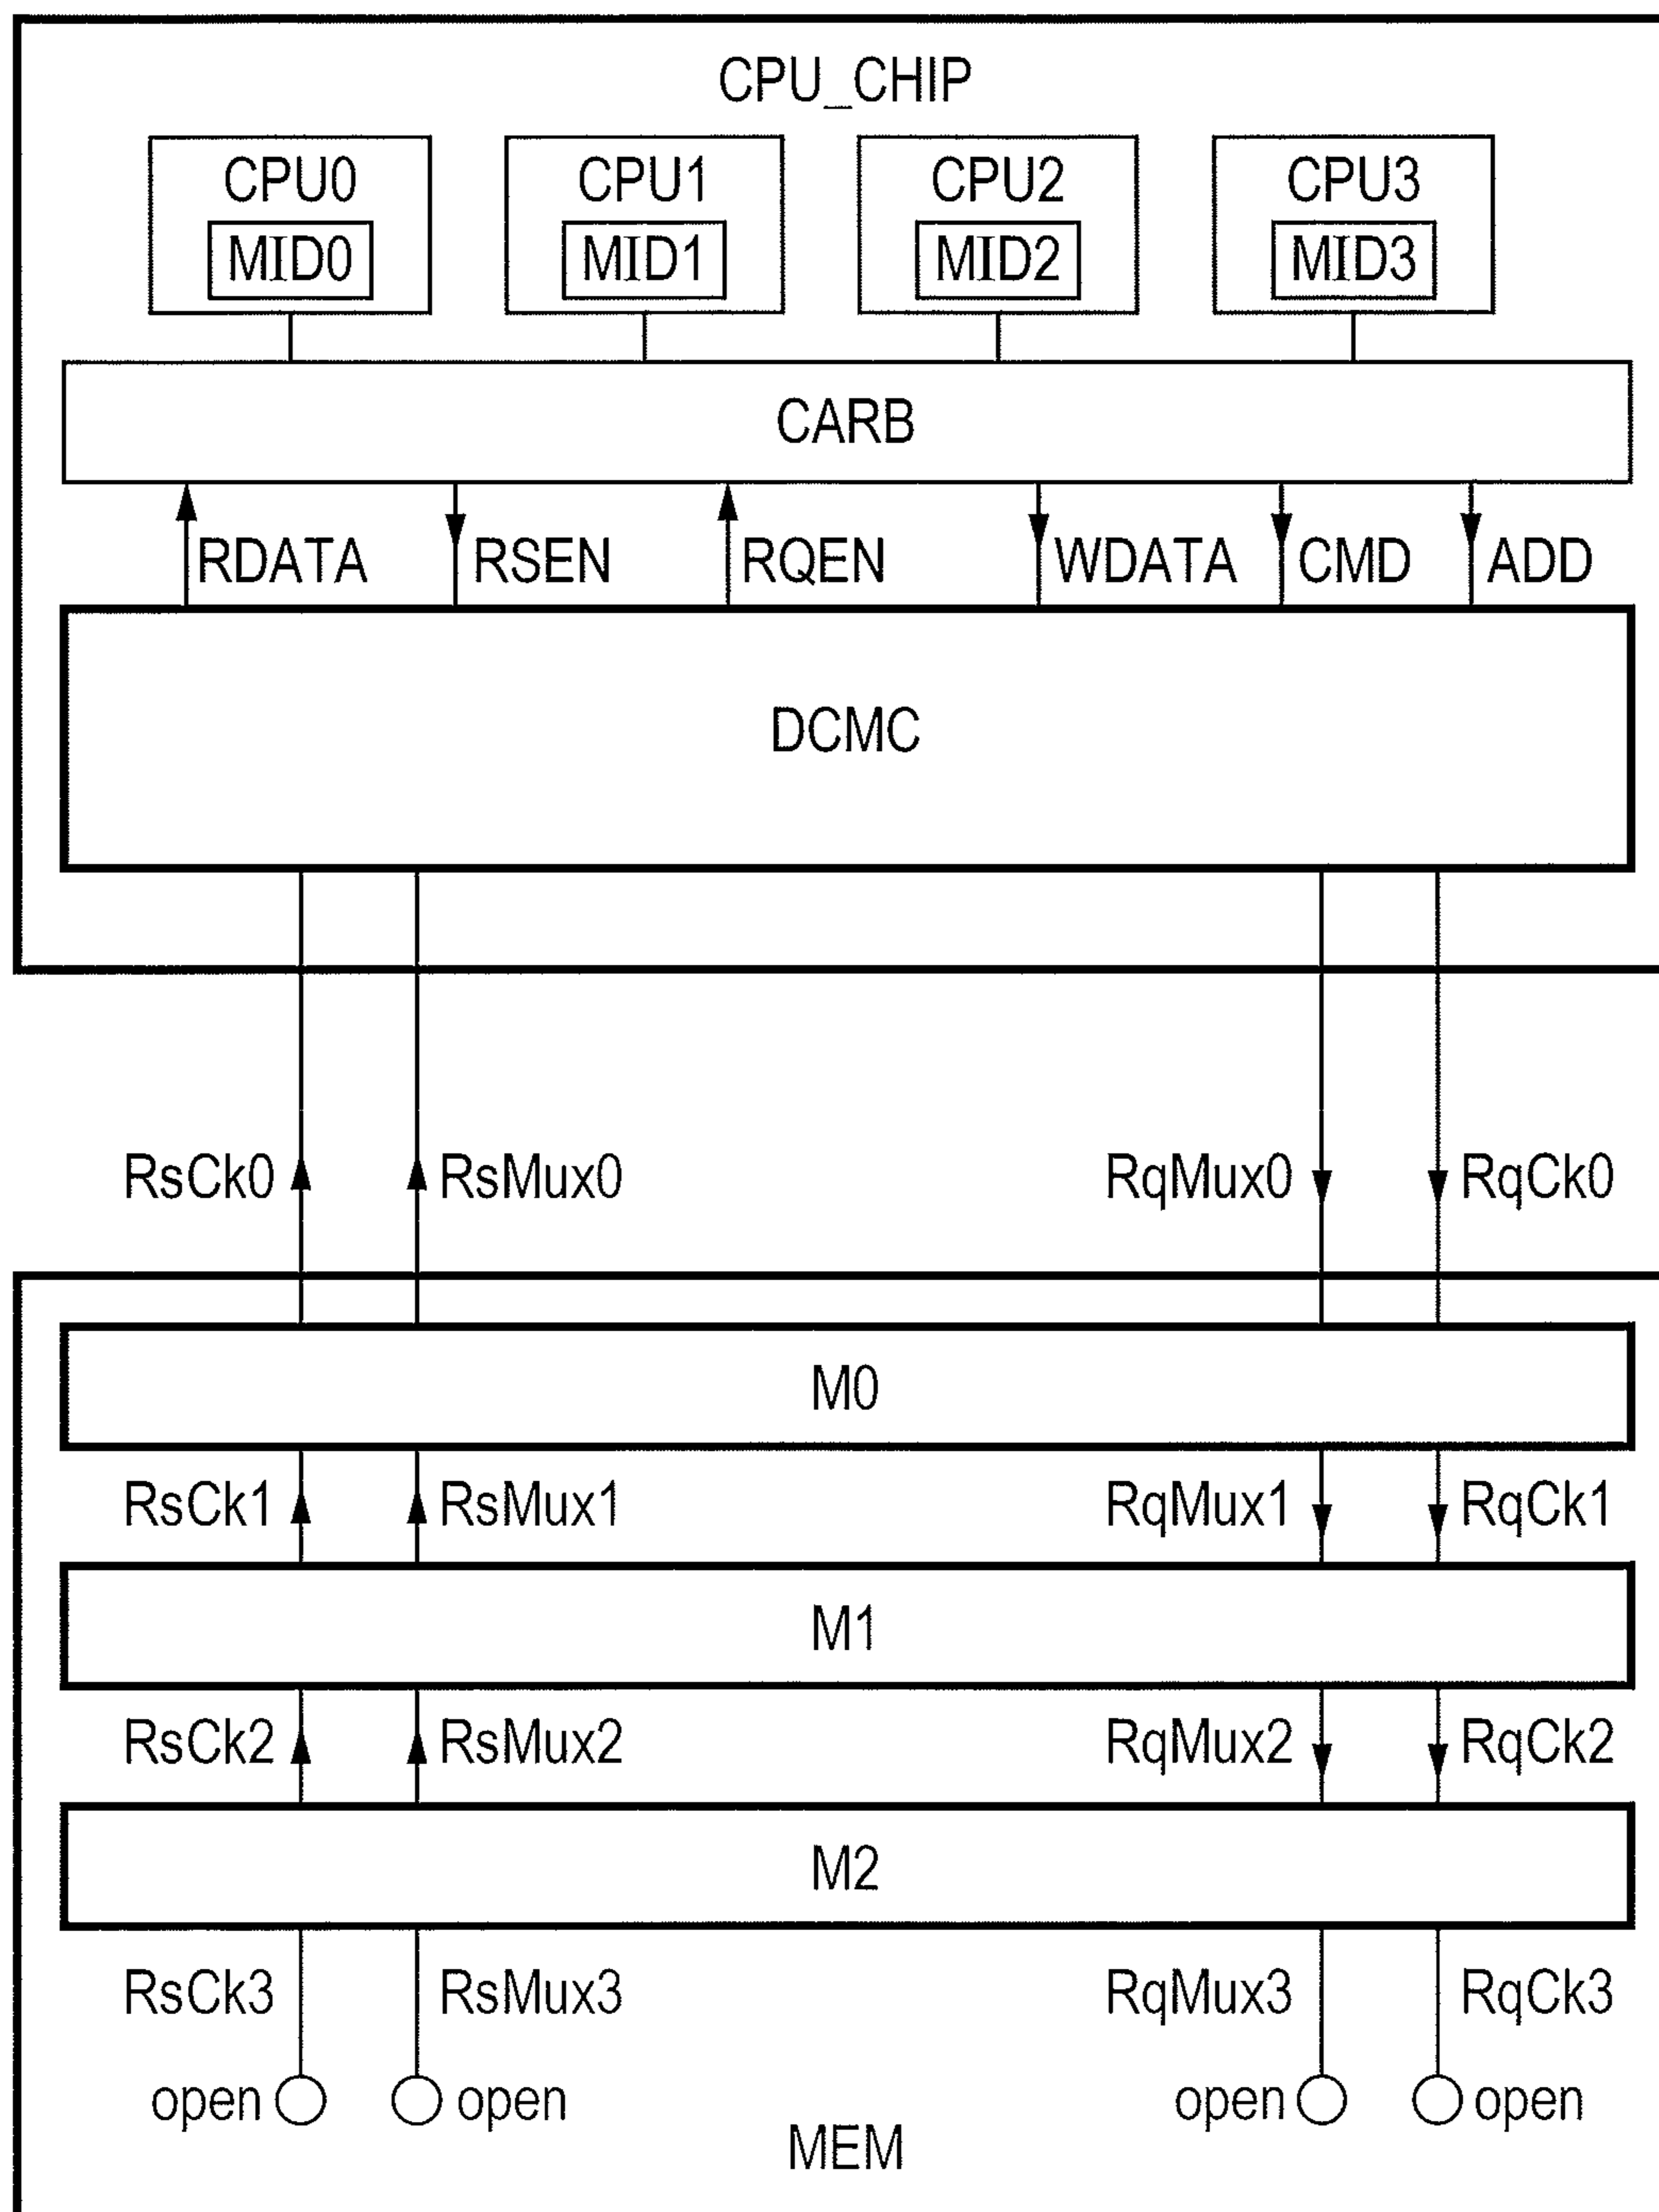 CPU_CHIP
CPU0 CPU1 CPU2 CPU3
MID0 MID1 MID2 MID3
CARB
RDATA RSEN RQEN WDATA CMD ADD
DCMC
RsCk0 RsMux0 RqMux0 RqCk0
M0
RsCk1 RsMux1 RqMux1 RqCk1
M1
RsCk2 RsMux2 RqMux2 RqCk2
M2
RsCk3 RsMux3 RqMux3 RqCk3
open open open open
MEM